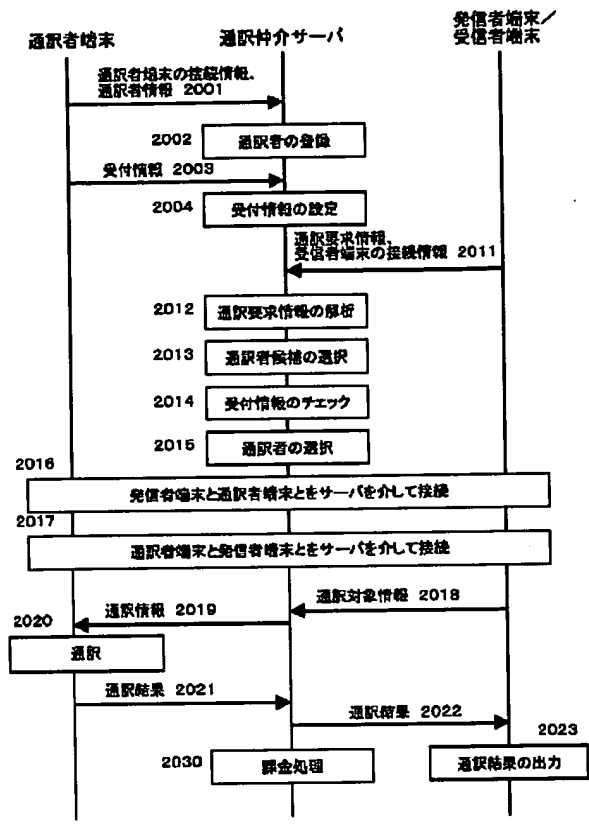 通訳者端末
通訳仲介サーバ
発信者端末／
受信者端末
通訳者端末の接続情報、
通訳者情報 2001
2002
通訳者の登録
受付情報 2003
2004
受付情報の設定
通訳要求情報、
受信者端末の接続情報 2011
2012
通訳要求情報の解析
2013
通訳者候補の選択
2014
受付情報のチェック
2015
通訳者の選択
2016
発信者端末と通訳者端末とをサーバを介して接続
2017
通訳者端末と発信者端末とをサーバを介して接続
通訳対象情報 2018
通訳情報 2019
2020
通訳
通訳結果 2021
通訳結果 2022
2023
通訳結果の出力
2030
課金処理